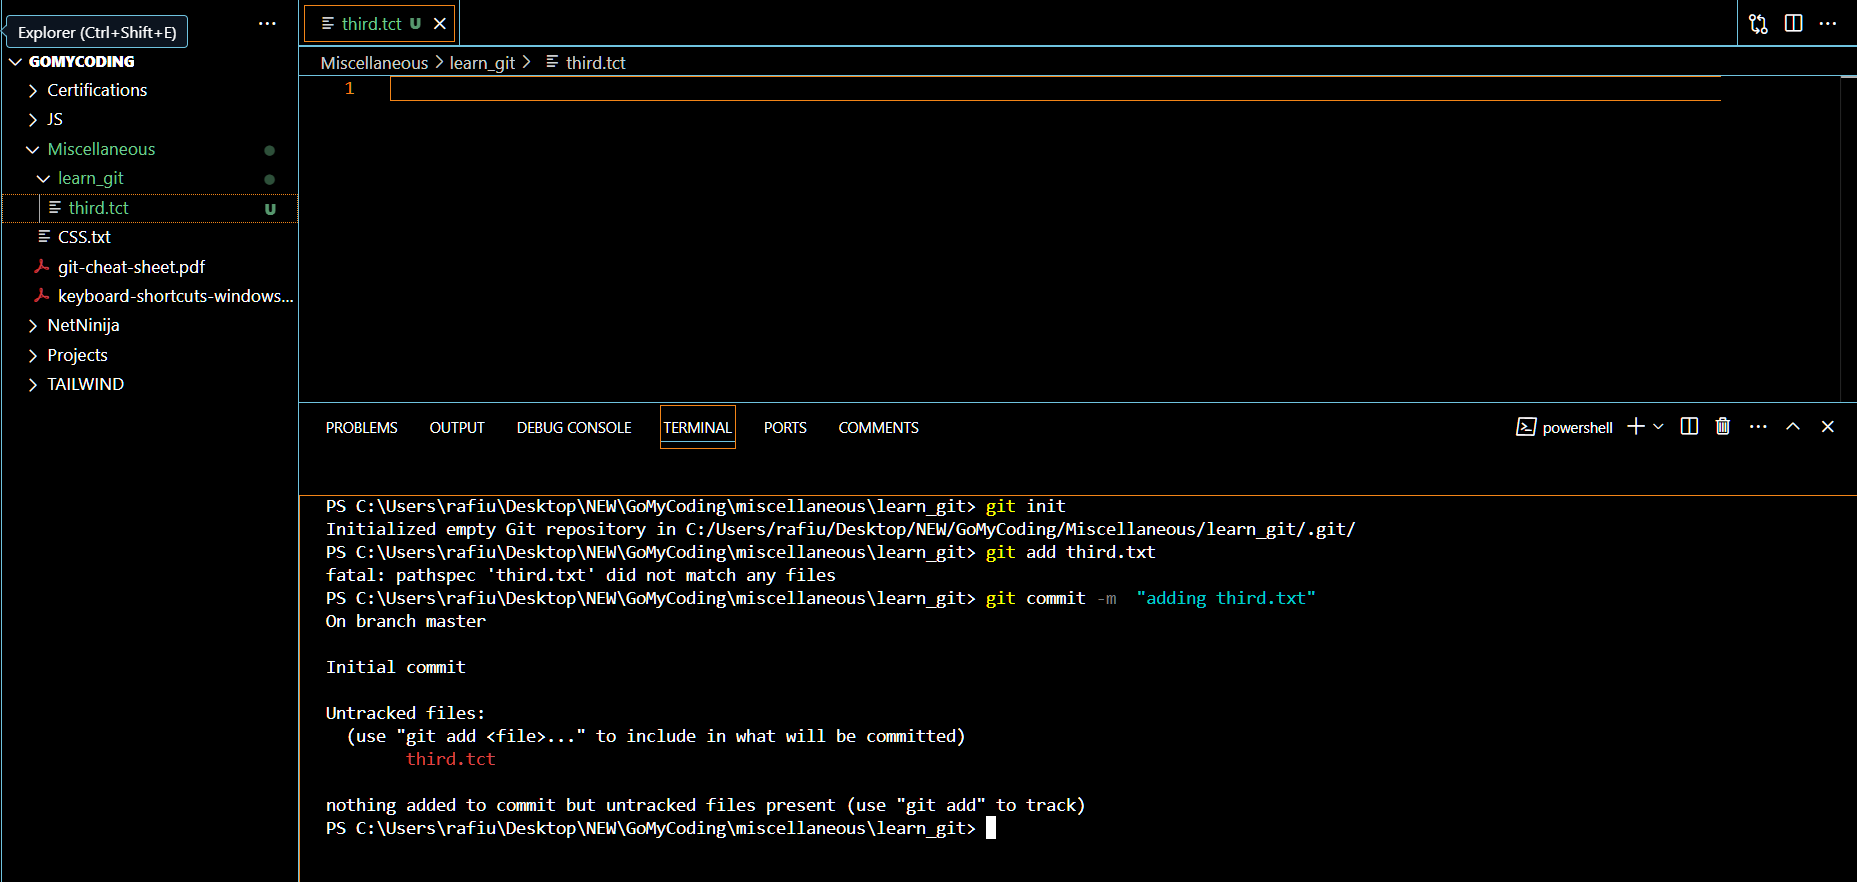 Explorer (Ctrl+Shift+E)
GOMYCODING
Certifications
JS
Miscellaneous
learn_git
third.tct U
CSS.txt
git-cheat-sheet.pdf
keyboard-shortcuts-windows...
NetNinija
Projects
TAILWIND
third.tct U
Miscellaneous > learn_git > third.tct
1
PROBLEMS OUTPUT DEBUG CONSOLE TERMINAL PORTS COMMENTS
powershell
PS C:\Users\rafiu\Desktop\NEW\GoMyCoding\miscellaneous\learn_git> git init
Initialized empty Git repository in C:/Users/rafiu/Desktop/NEW/GoMyCoding/Miscellaneous/learn_git/.git/
PS C:\Users\rafiu\Desktop\NEW\GoMyCoding\miscellaneous\learn_git> git add third.txt
fatal: pathspec 'third.txt' did not match any files
PS C:\Users\rafiu\Desktop\NEW\GoMyCoding\miscellaneous\learn_git> git commit -m  "adding third.txt"
On branch master
Initial commit
Untracked files:
  (use "git add <file>..." to include in what will be committed)
        third.tct
nothing added to commit but untracked files present (use "git add" to track)
PS C:\Users\rafiu\Desktop\NEW\GoMyCoding\miscellaneous\learn_git>